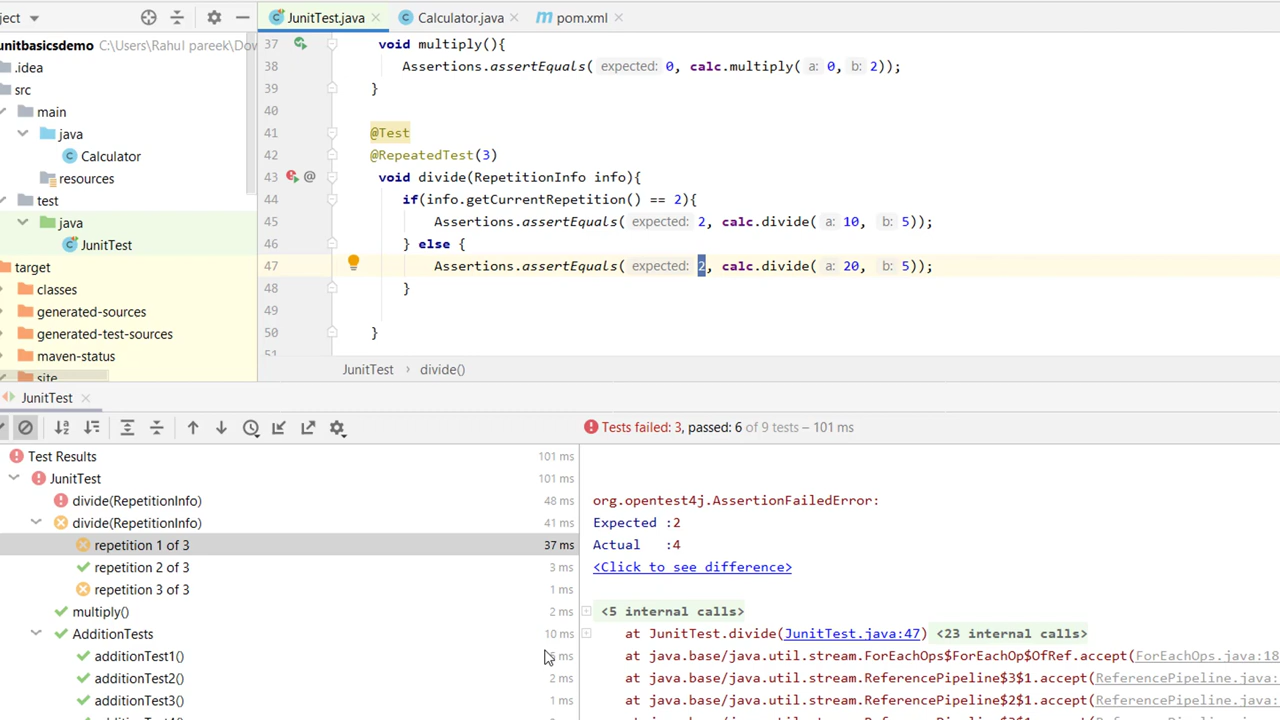 ject
JunitTest.java
Calculator.java
pom.xml
unitbasicsdemo C:\Users\Rahul pareek\Dow
.idea
src
main
java
Calculator
resources
test
java
JunitTest
target
classes
generated-sources
generated-test-sources
maven-status
site
37 void multiply(){
38 Assertions.assertEquals( expected: 0, calc.multiply( a: 0, b: 2));
39 }
40
41 @Test
42 @RepeatedTest(3)
43 void divide(RepetitionInfo info){
44 if(info.getCurrentRepetition() == 2){
45 Assertions.assertEquals( expected: 2, calc.divide( a: 10, b: 5));
46 } else {
47 Assertions.assertEquals( expected: 2, calc.divide( a: 20, b: 5));
48 }
49
50 }
51
JunitTest › divide()
JunitTest
Tests failed: 3, passed: 6 of 9 tests – 101 ms
Test Results 101 ms
JunitTest 101 ms
divide(RepetitionInfo) 48 ms
divide(RepetitionInfo) 41 ms
repetition 1 of 3 37 ms
repetition 2 of 3 3 ms
repetition 3 of 3 1 ms
multiply() 2 ms
AdditionTests 10 ms
additionTest1() ms
additionTest2() 2 ms
additionTest3() 1 ms
org.opentest4j.AssertionFailedError:
Expected :2
Actual :4
<Click to see difference>
<5 internal calls>
at JunitTest.divide(JunitTest.java:47) <23 internal calls>
at java.base/java.util.stream.ForEachOps$ForEachOp$OfRef.accept(ForEachOps.java:18
at java.base/java.util.stream.ReferencePipeline$3$1.accept(ReferencePipeline.java:
at java.base/java.util.stream.ReferencePipeline$2$1.accept(ReferencePipeline.java: